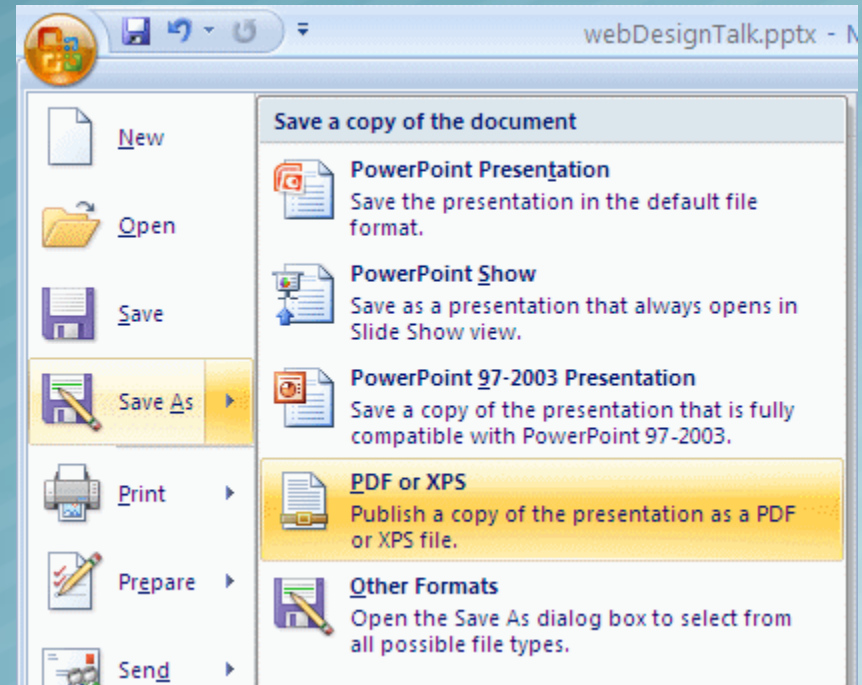 webDesignTalk.pptx -
New
Open
Save
Save As
Print
Prepare
Send
Save a copy of the document
PowerPoint Presentation
Save the presentation in the default file
format.
PowerPoint Show
Save as a presentation that always opens in
Slide Show view.
PowerPoint 97-2003 Presentation
Save a copy of the presentation that is fully
compatible with PowerPoint 97-2003.
PDF or XPS
Publish a copy of the presentation as a PDF
or XPS file.
Other Formats
Open the Save As dialog box to select from
all possible file types.